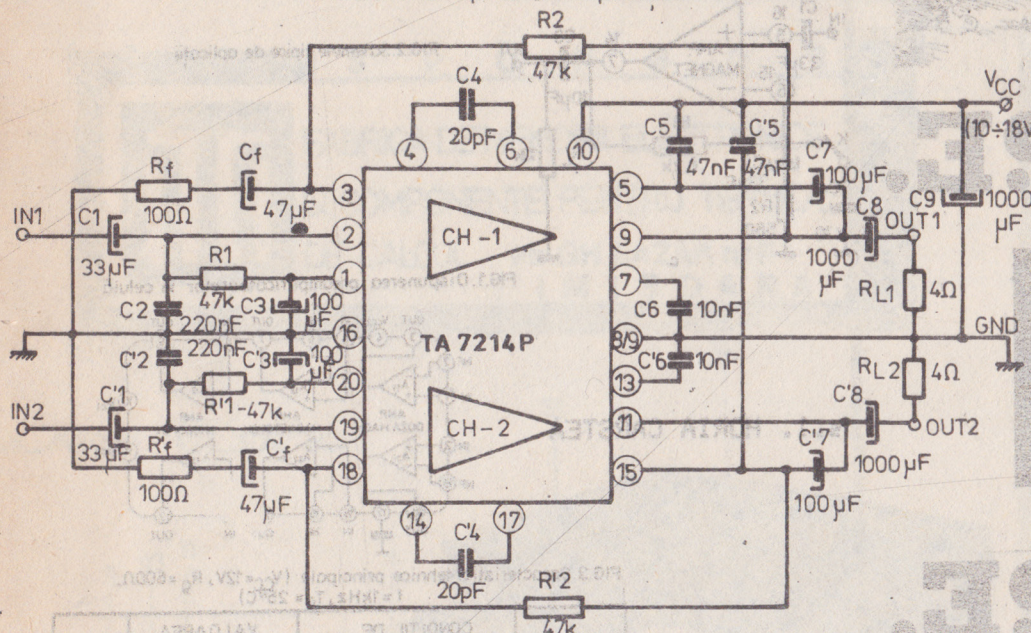 R2
47k
C4
20pF
4
6
10
C5
C'5
47nF
47nF
VCC
(10÷18V)
Rf
100Ω
Cf
47µF
3
5
C7
100µF
C8
C9
1000
µF
IN1
C1
33µF
2
CH-1
9
1000
µF
OUT1
R1
47k
1
7
C2
220nF
C3
100
µF
C6
10nF
RL1
4Ω
16
TA 7214P
8/9
GND
C'2
220nF
C'3
100
µF
20
C'6
10nF
13
RL2
4Ω
R'1
47k
IN2
C'1
33µF
19
CH-2
11
C'8
1000µF
OUT2
R'f
100Ω
C'f
47µF
18
15
C'7
100µF
14
17
C'4
20pF
R'2
47k